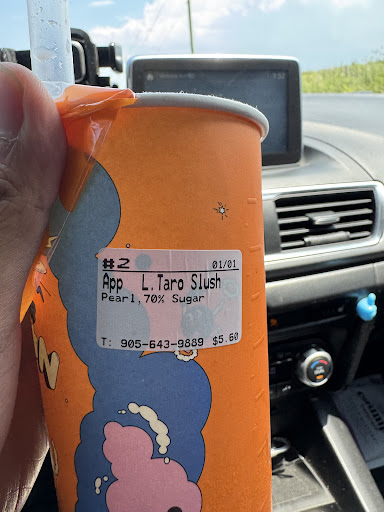 #2 01/01
App L.Taro Slush
Pearl,70% Sugar
T: 905-643-9889 $5.60